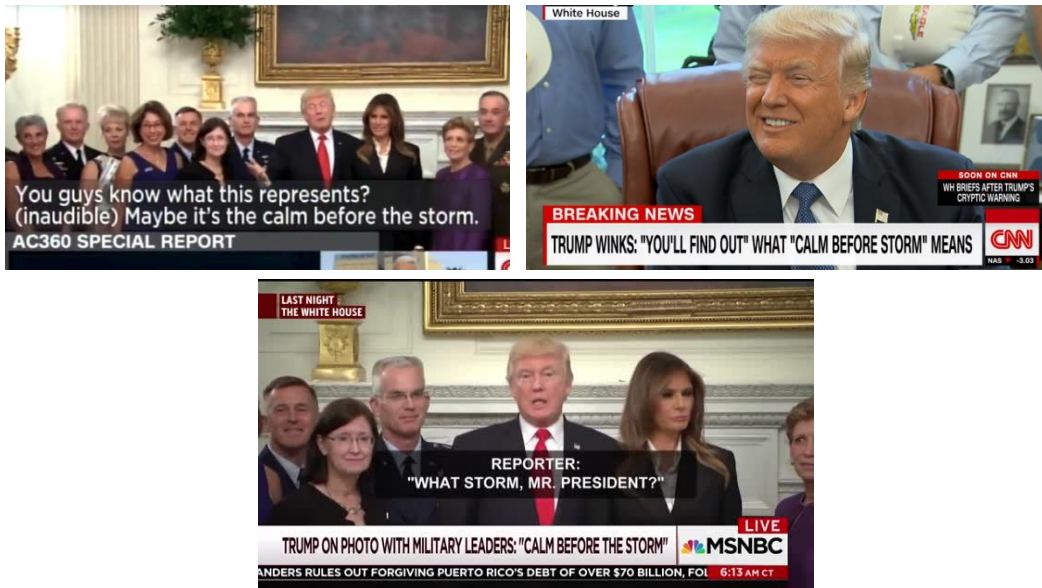 You guys know what this represents?
(inaudible) Maybe it's the calm before the storm.
AC360 SPECIAL REPORT
White House
SOON ON CNN
WH BRIEFS AFTER TRUMP'S
CRYPTIC WARNING
BREAKING NEWS
TRUMP WINKS: "YOU'LL FIND OUT" WHAT "CALM BEFORE STORM" MEANS
CNN
NAS -3.03
LAST NIGHT
THE WHITE HOUSE
REPORTER:
"WHAT STORM, MR. PRESIDENT?"
LIVE
TRUMP ON PHOTO WITH MILITARY LEADERS: "CALM BEFORE THE STORM"
MSNBC
ANDERS RULES OUT FORGIVING PUERTO RICO'S DEBT OF OVER $70 BILLION, FOL
6:13 AM CT